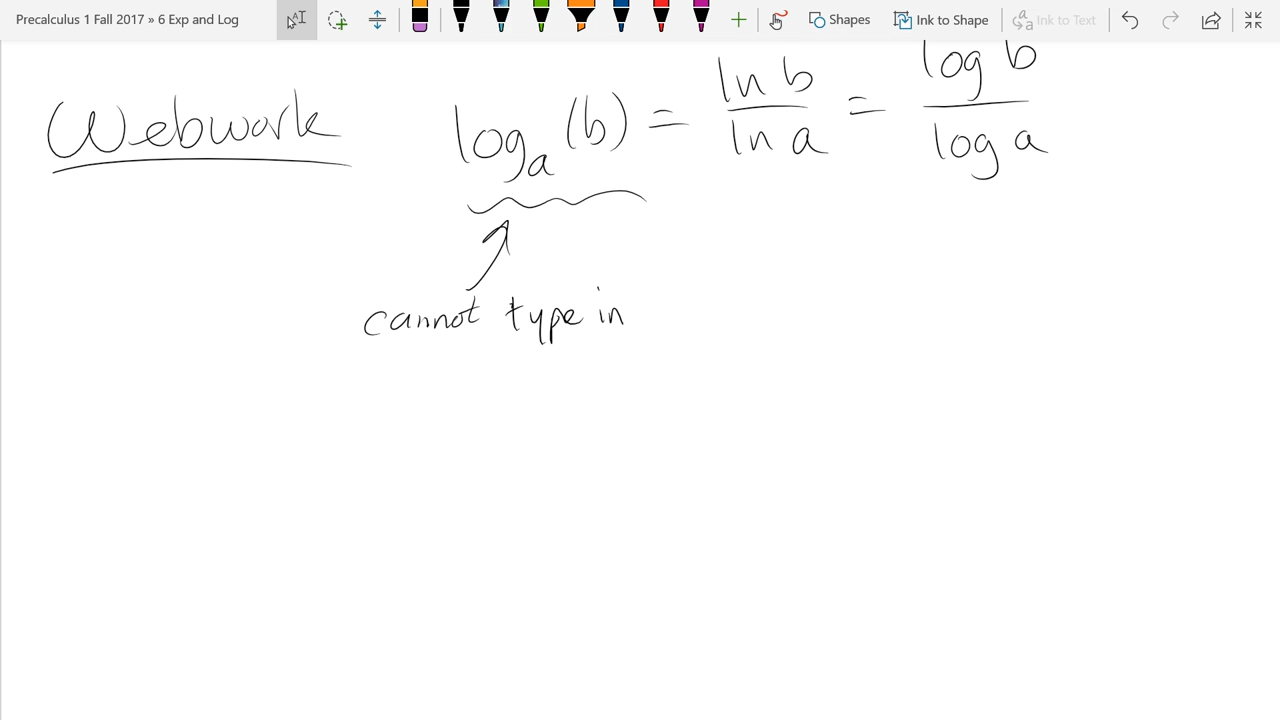 Precalculus 1 Fall 2017 » 6 Exp and Log
Shapes
Ink to Shape
Ink to Text
Webwork
log_a (b) = ln b / ln a = log b / log a
cannot type in